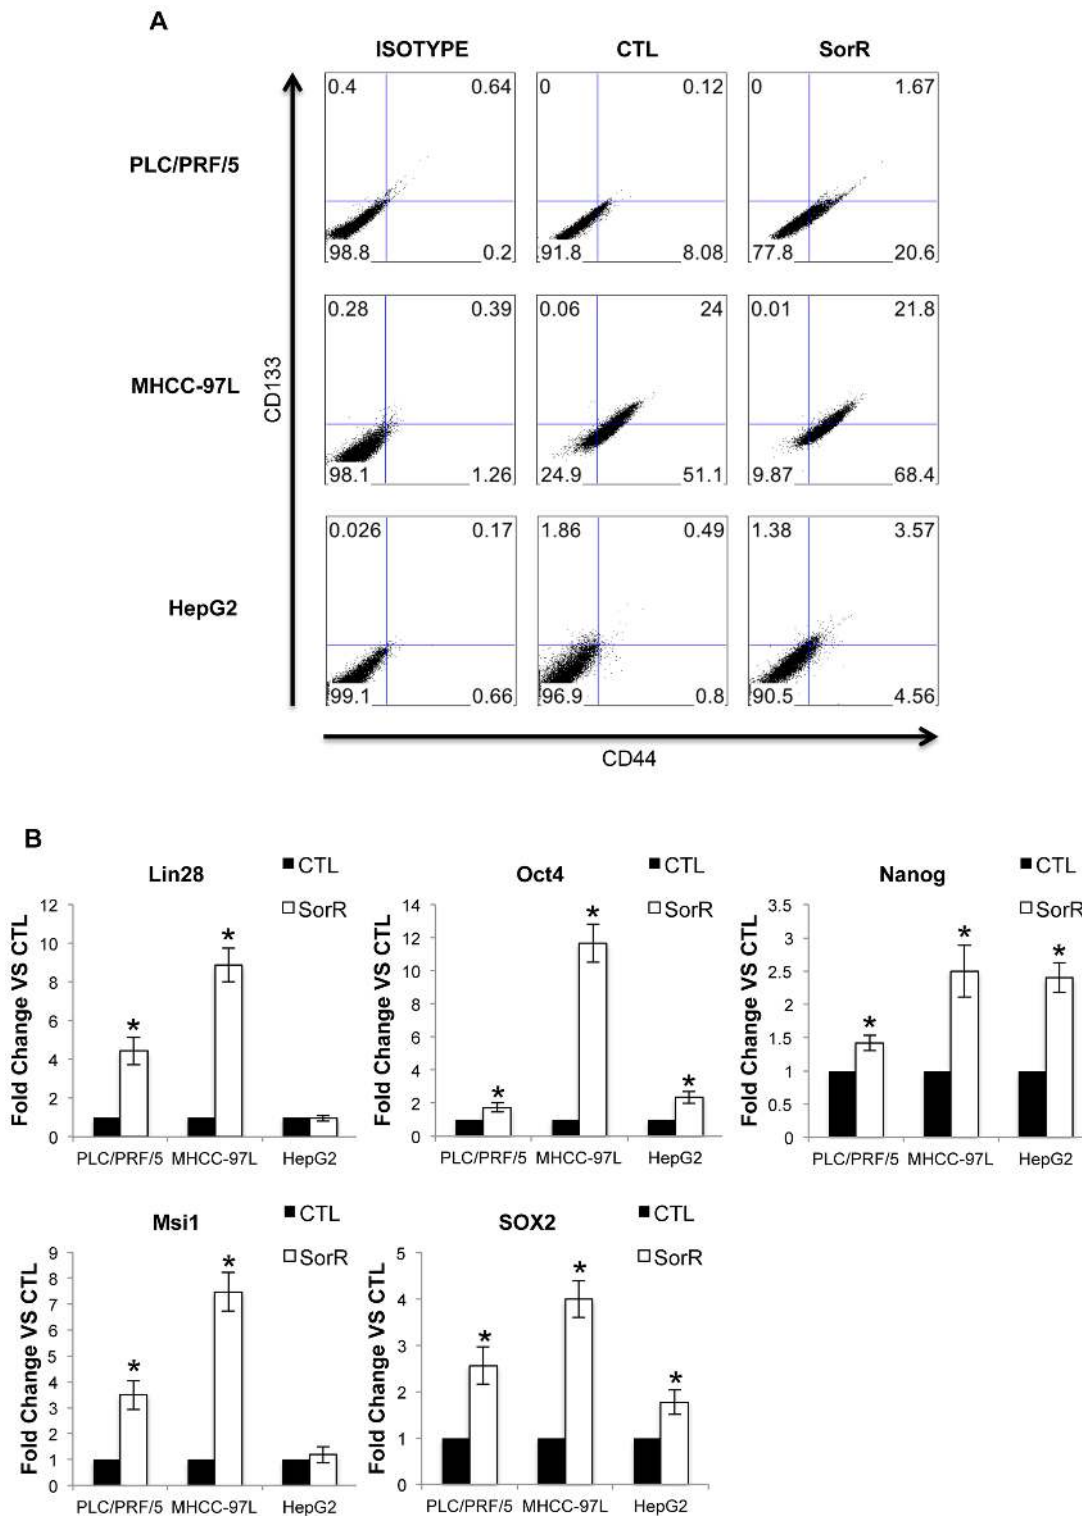 A
ISOTYPE CTL SorR
0.4 0.64 0 0.12 0 1.67
PLC/PRF/5
98.8 0.2 91.8 8.08 77.8 20.6
0.28 0.39 0.06 24 0.01 21.8
MHCC-97L
CD133
98.1 1.26 24.9 51.1 9.87 68.4
0.026 0.17 1.86 0.49 1.38 3.57
HepG2
99.1 0.66 96.9 0.8 90.5 4.56
CD44
B
Lin28
CTL
SorR
Fold Change VS CTL
12
10
8
6
4
2
0
*
*
PLC/PRF/5 MHCC-97L HepG2
Oct4
CTL
SorR
Fold Change VS CTL
14
12
10
8
6
4
2
0
*
*
*
PLC/PRF/5 MHCC-97L HepG2
Nanog
CTL
SorR
Fold Change VS CTL
3.5
3
2.5
2
1.5
1
0.5
0
*
*
*
PLC/PRF/5 MHCC-97L HepG2
Msi1
CTL
SorR
Fold Change VS CTL
9
8
7
6
5
4
3
2
1
0
*
*
PLC/PRF/5 MHCC-97L HepG2
SOX2
CTL
SorR
Fold Change VS CTL
5
4
3
2
1
0
*
*
*
PLC/PRF/5 MHCC-97L HepG2